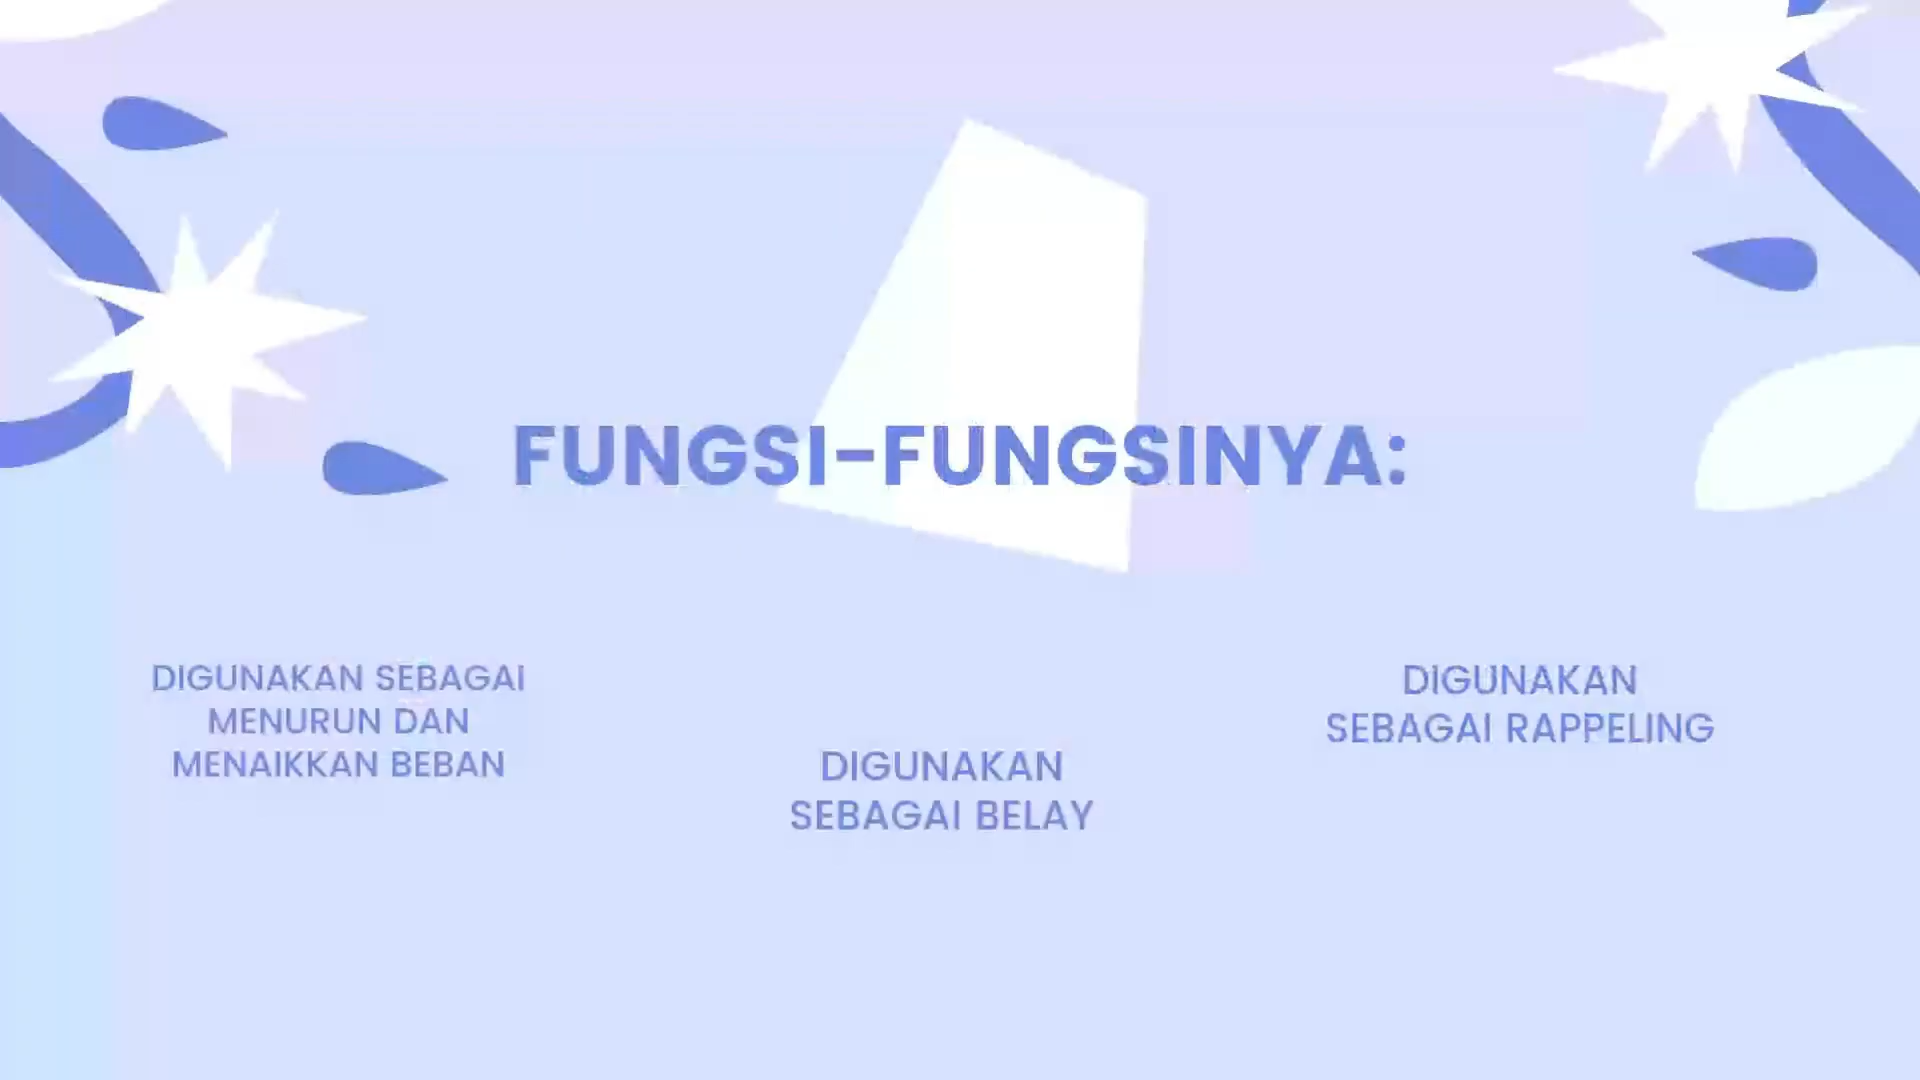 FUNGSI-FUNGSINYA:
DIGUNAKAN SEBAGAI
MENURUN DAN
MENAIKKAN BEBAN
DIGUNAKAN
SEBAGAI BELAY
DIGUNAKAN
SEBAGAI RAPPELING